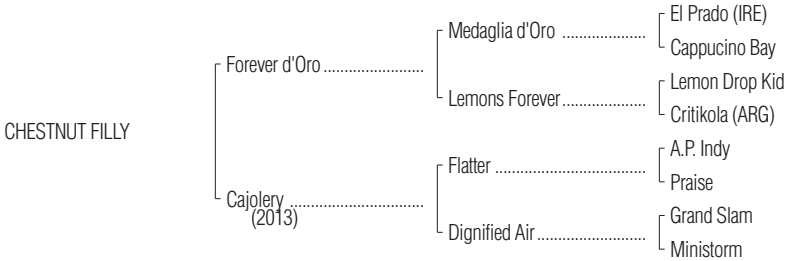 El Prado (IRE)
Medaglia d'Oro ....................
Cappucino Bay
Forever d'Oro ........................
Lemon Drop Kid
Lemons Forever....................
Critikola (ARG)
CHESTNUT FILLY
A.P. Indy
Flatter ....................................
Praise
Cajolery ................................
(2013)
Grand Slam
Dignified Air..........................
Ministorm